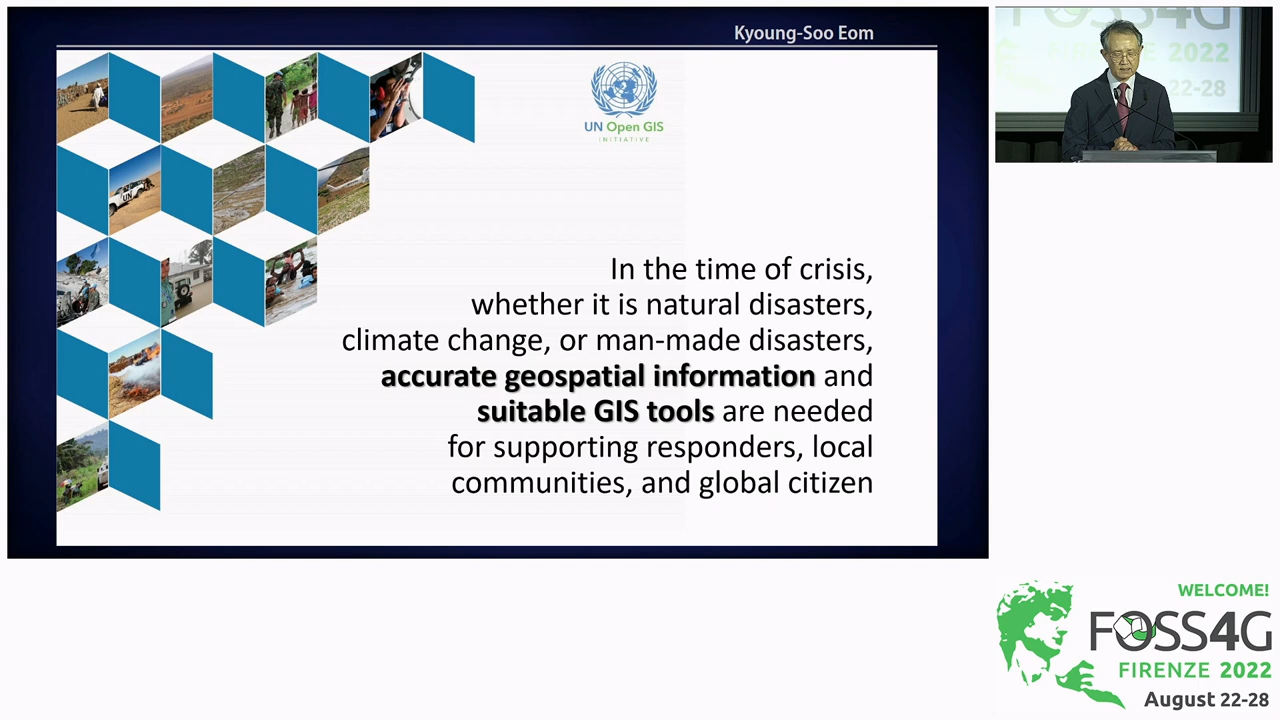 Kyoung-Soo Eom
UN Open GIS
INITIATIVE
In the time of crisis,
whether it is natural disasters,
climate change, or man-made disasters,
accurate geospatial information and
suitable GIS tools are needed
for supporting responders, local
communities, and global citizen
FOSS4G
2022
22-28
UN
WELCOME!
FOSS4G
FIRENZE 2022
August 22-28